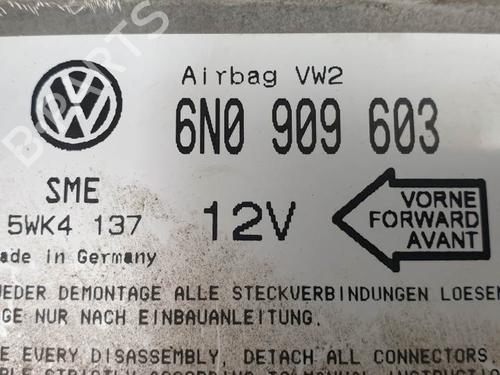 Airbag VW2
6N0 909 603
SME
5WK4 137
12V
VORNE
FORWARD
AVANT
ade in Germany
JEDER DEMONTAGE ALLE STECKVERBINDUNGEN LOESEN
GE NUR NACH EINBAUANLEITUNG.
E EVERY DISASSEMBLY, DETACH ALL CONNECTORS.